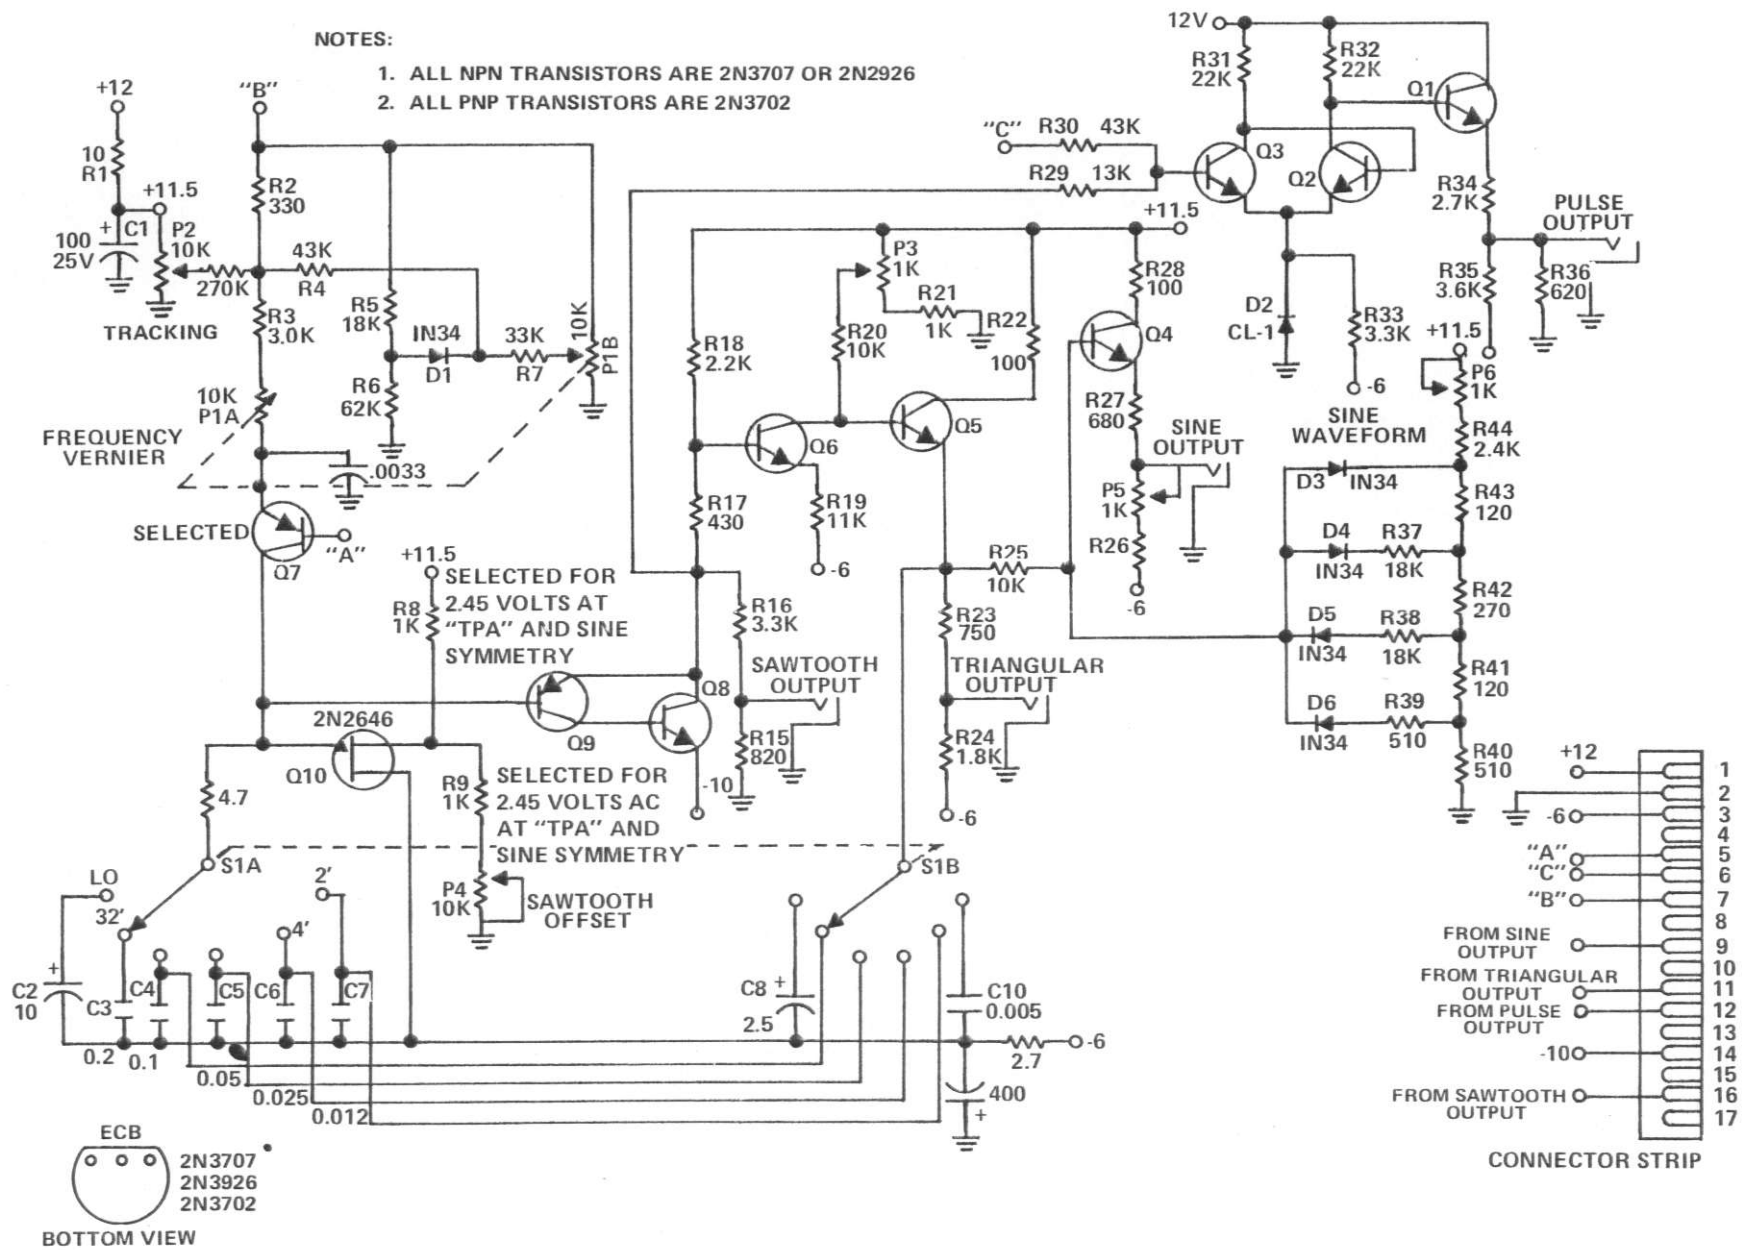 NOTES:
1. ALL NPN TRANSISTORS ARE 2N3707 OR 2N2926
2. ALL PNP TRANSISTORS ARE 2N3702
+12
"B"
10
R1
+11.5
+
C1
100
25V
P2
10K
270K
TRACKING
R2
330
43K
R4
R3
3.0K
R5
18K
IN34
D1
33K
R7
10K
P1B
R6
62K
10K
P1A
FREQUENCY
VERNIER
.0033
SELECTED
Q7
"A"
+11.5
SELECTED FOR
2.45 VOLTS AT
"TPA" AND SINE
SYMMETRY
R8
1K
2N2646
Q10
Q9
Q8
-10
4.7
R9
1K
SELECTED FOR
2.45 VOLTS AC
AT "TPA" AND
SINE SYMMETRY
S1A
P4
10K
SAWTOOTH
OFFSET
LO
32'
4'
2'
+
C2
10
C3
C4
C5
C6
C7
0.2
0.1
0.05
0.025
0.012
12V
R31
22K
R32
22K
Q1
"C"
R30
43K
R29
13K
Q3
Q2
+11.5
R34
2.7K
PULSE
OUTPUT
R35
3.6K
R36
620
D2
CL-1
R33
3.3K
-6
P3
1K
R21
1K
R28
100
R18
2.2K
R20
10K
R22
100
Q4
Q6
Q5
R27
680
SINE
OUTPUT
R17
430
R19
11K
-6
P5
1K
R26
-6
R25
10K
R16
3.3K
R23
750
SAWTOOTH
OUTPUT
TRIANGULAR
OUTPUT
R15
820
R24
1.8K
-6
S1B
C8
+
2.5
C10
0.005
2.7
-6
400
+
+11.5
P6
1K
SINE
WAVEFORM
R44
2.4K
D3
IN34
R43
120
D4
IN34
R37
18K
R42
270
D5
IN34
R38
18K
R41
120
D6
IN34
R39
510
R40
510
+12
1
2
-6
3
4
"A"
5
"C"
6
"B"
7
8
FROM SINE
OUTPUT
9
10
FROM TRIANGULAR
OUTPUT
11
FROM PULSE
OUTPUT
12
13
-10
14
15
FROM SAWTOOTH
OUTPUT
16
17
CONNECTOR STRIP
ECB
2N3707
2N3926
2N3702
BOTTOM VIEW